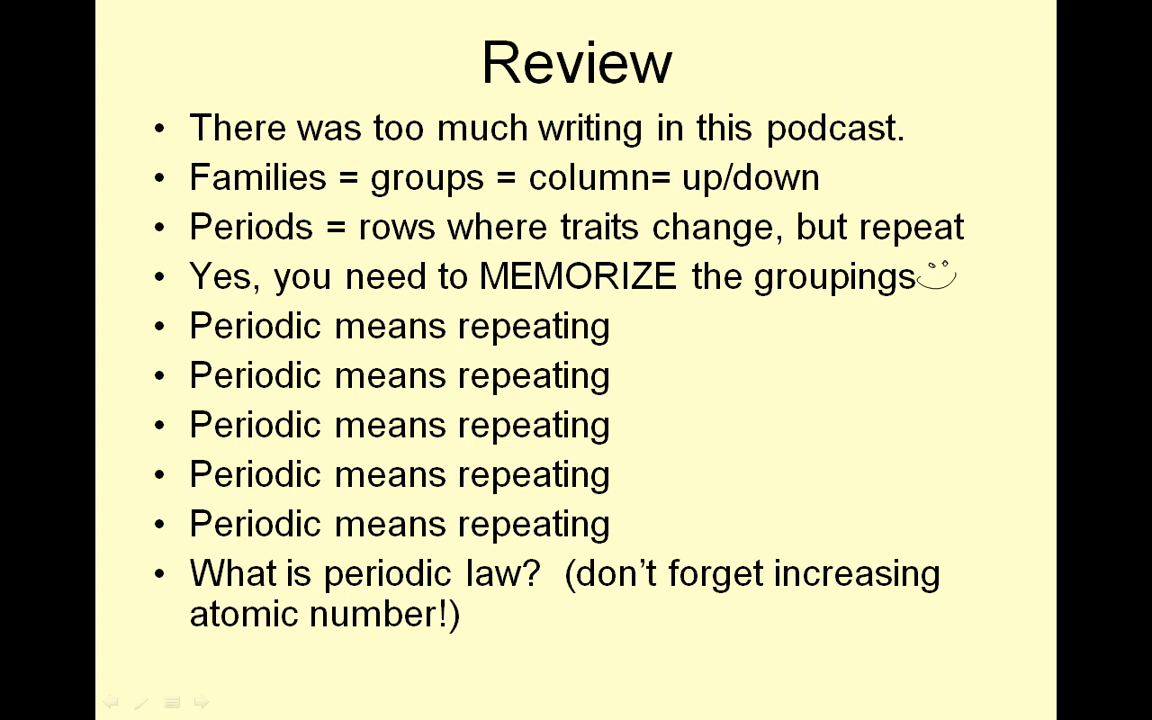 Review
• There was too much writing in this podcast.
• Families = groups = column= up/down
• Periods = rows where traits change, but repeat
• Yes, you need to MEMORIZE the groupings
• Periodic means repeating
• Periodic means repeating
• Periodic means repeating
• Periodic means repeating
• Periodic means repeating
• What is periodic law?  (don’t forget increasing
atomic number!)